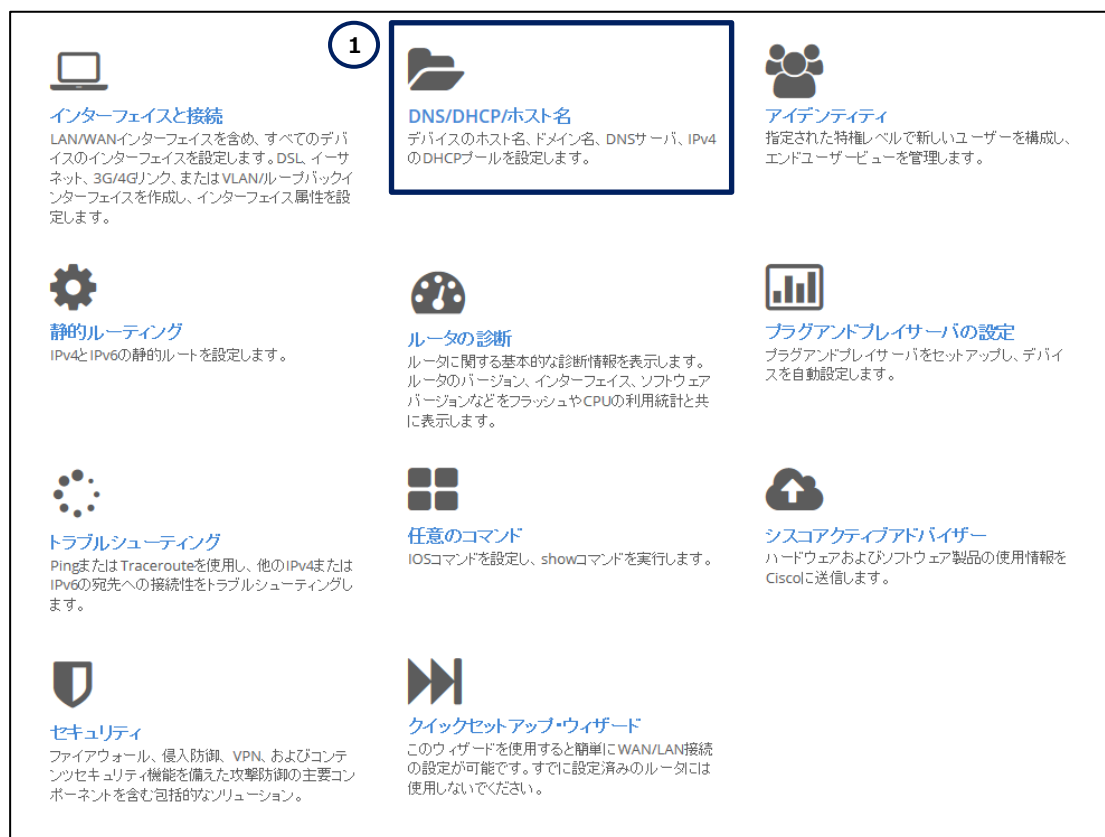 1
インターフェイスと接続
LAN/WANインターフェイスを含め、すべてのデバ
イスのインターフェイスを設定します。DSL、イーサ
ネット、3G/4Gリンク、またはVLAN/ループバックイ
ンターフェイスを作成し、インターフェイス属性を設
定します。
DNS/DHCP/ホスト名
デバイスのホスト名、ドメイン名、DNSサーバ、IPv4
のDHCPプールを設定します。
アイデンティティ
指定された特権レベルで新しいユーザーを構成し、
エンドユーザービューを管理します。
静的ルーティング
IPv4とIPv6の静的ルートを設定します。
ルータの診断
ルータに関する基本的な診断情報を表示します。
ルータのバージョン、インターフェイス、ソフトウェア
バージョンなどをフラッシュやCPUの利用統計と共
に表示します。
プラグアンドプレイサーバの設定
プラグアンドプレイサーバをセットアップし、デバイ
スを自動設定します。
トラブルシューティング
PingまたはTracerouteを使用し、他のIPv4または
IPv6の宛先への接続性をトラブルシューティングし
ます。
任意のコマンド
IOSコマンドを設定し、showコマンドを実行します。
シスコアクティブアドバイザー
ハードウェアおよびソフトウェア製品の使用情報を
Ciscoに送信します。
セキュリティ
ファイアウォール、侵入防御、VPN、およびコンテ
ンツセキュリティ機能を備えた攻撃防御の主要コン
ポーネントを含む包括的なソリューション。
クイックセットアップ・ウィザード
このウィザードを使用すると簡単にWAN/LAN接続
の設定が可能です。すでに設定済みのルータには
使用しないでください。